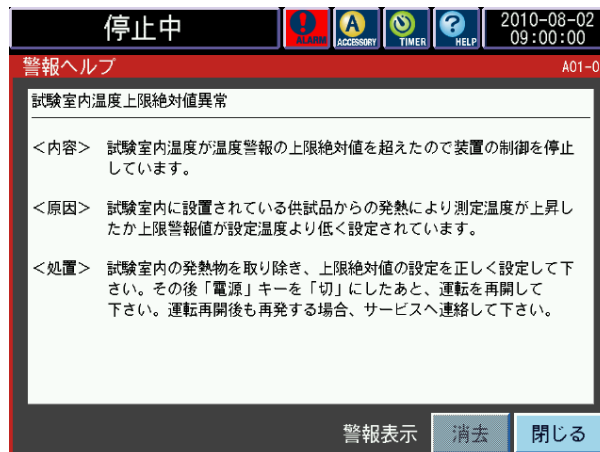 停止中
ALARM
A
ACCESSORY
TIMER
?
HELP
2010-08-02
09:00:00
警報ヘルプ
A01-0
試験室内温度上限絶対値異常
<内容> 試験室内温度が温度警報の上限絶対値を超えたので装置の制御を停止
しています。
<原因> 試験室内に設置されている供試品からの発熱により測定温度が上昇し
たか上限警報値が設定温度より低く設定されています。
<処置> 試験室内の発熱物を取り除き、上限絶対値の設定を正しく設定して下
さい。その後「電源」キーを「切」にしたあと、運転を再開して
下さい。運転再開後も再発する場合、サービスへ連絡して下さい。
警報表示
消去
閉じる